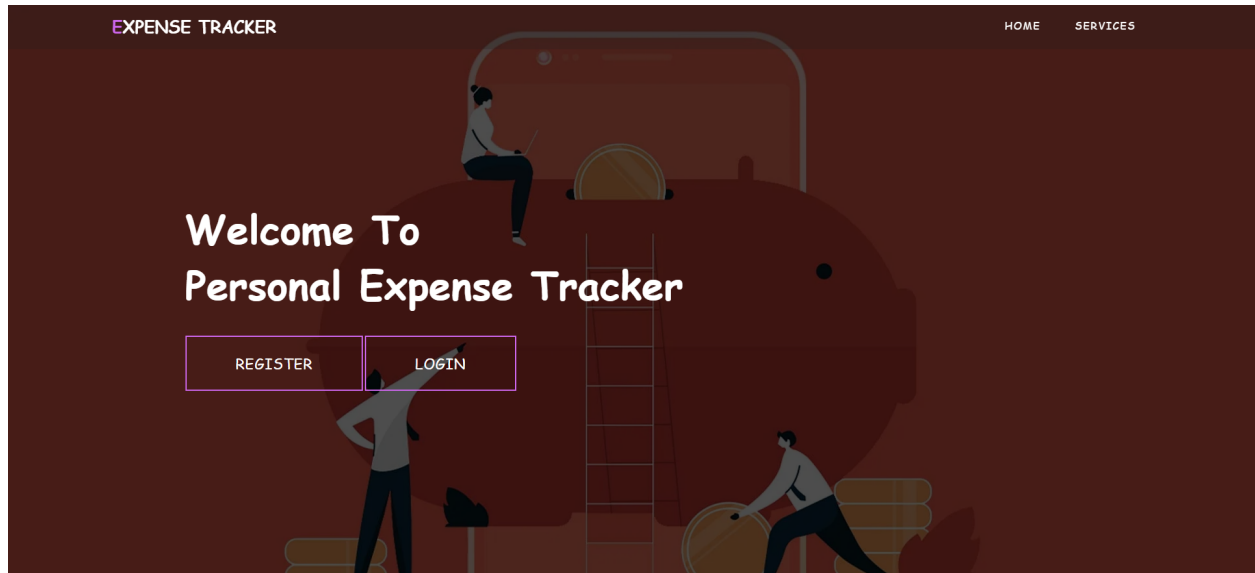 EXPENSE TRACKER
HOME SERVICES
Welcome To
Personal Expense Tracker
REGISTER LOGIN